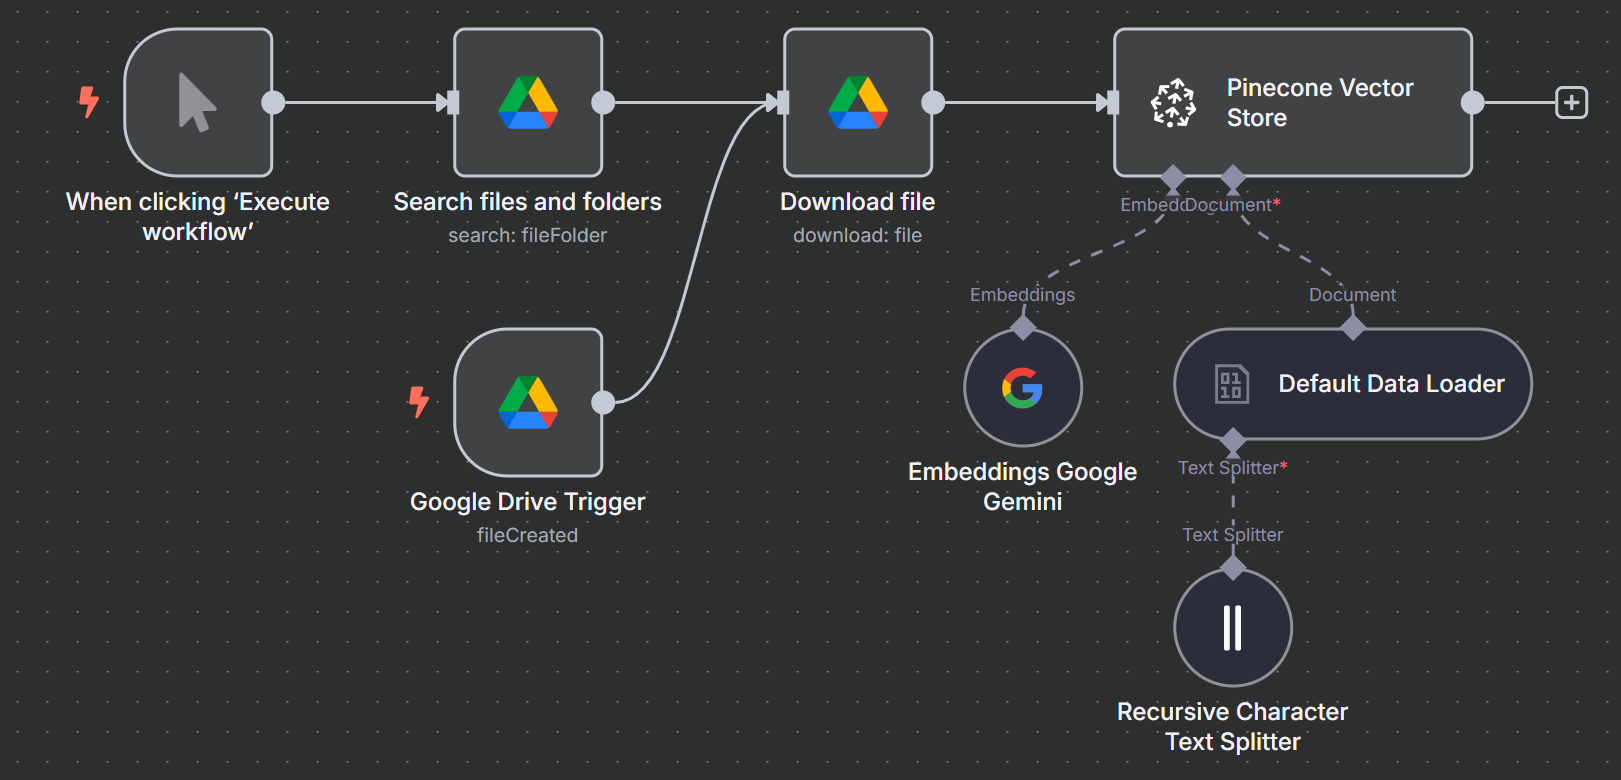 Pinecone Vector
Store
When clicking ‘Execute
workflow’
Search files and folders
search: fileFolder
Download file
download: file
Document*
Embeddings
Document
Default Data Loader
Google Drive Trigger
fileCreated
Embeddings Google
Gemini
Text Splitter*
Text Splitter
Recursive Character
Text Splitter